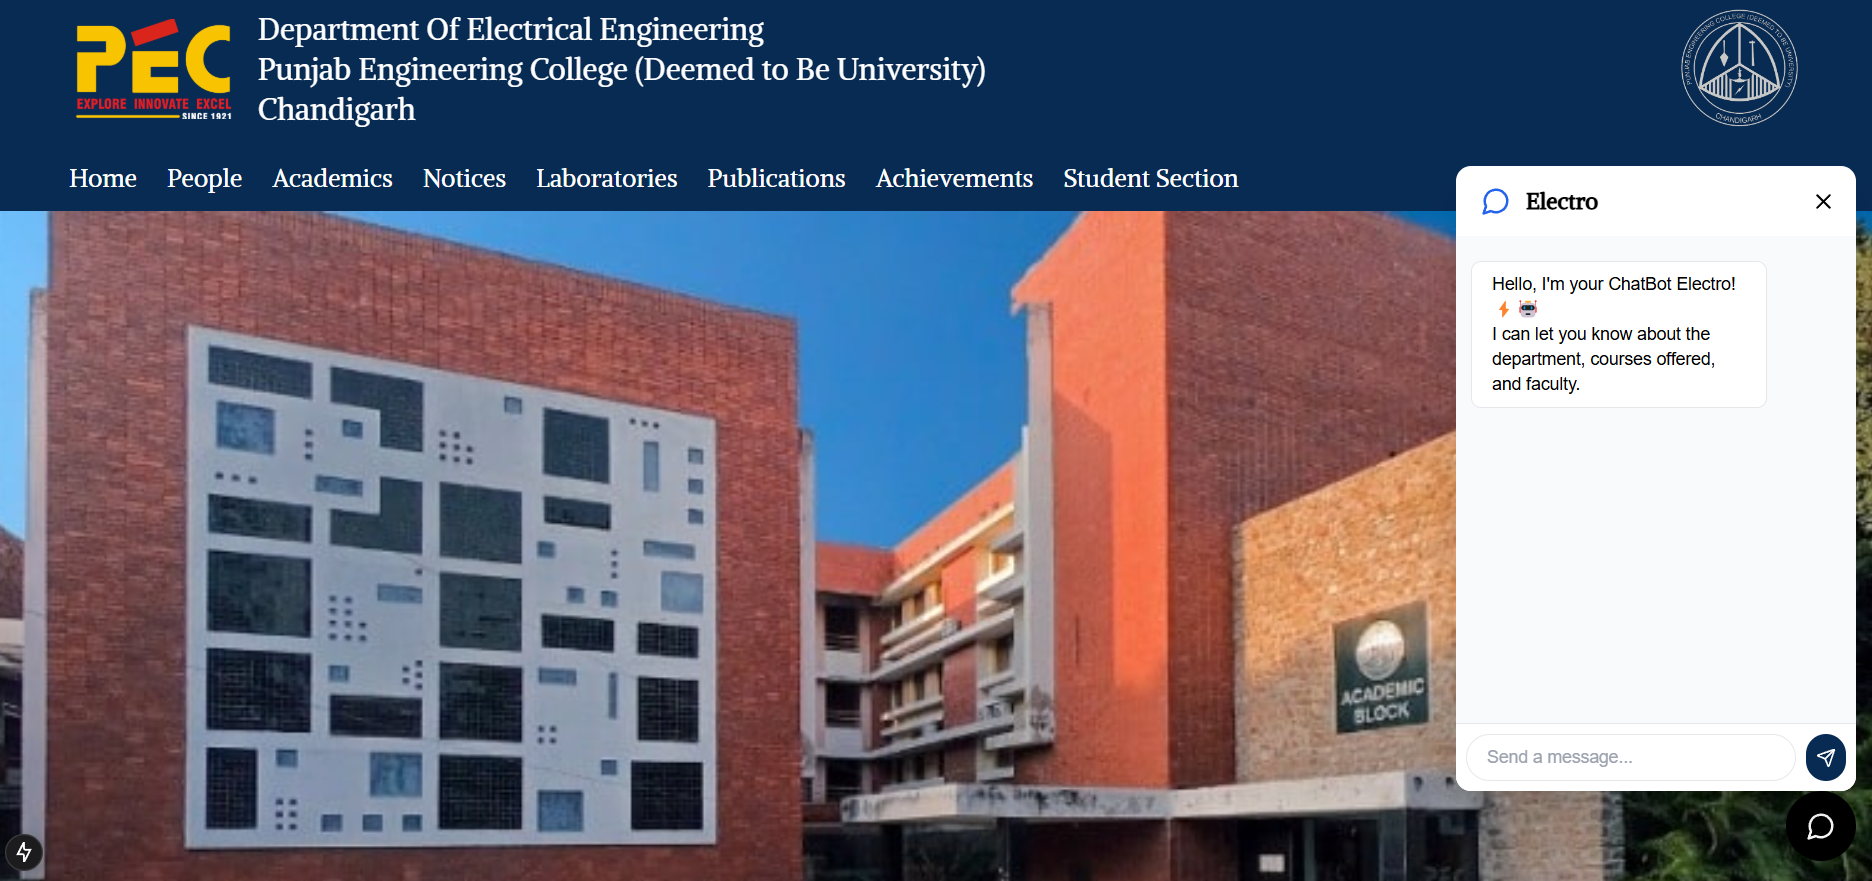 PEC
EXPLORE INNOVATE EXCEL
SINCE 1921
Department Of Electrical Engineering
Punjab Engineering College (Deemed to Be University)
Chandigarh
PUNJAB ENGINEERING COLLEGE (DEEMED TO BE UNIVERSITY)
CHANDIGARH
Home People Academics Notices Laboratories Publications Achievements Student Section
Electro
Hello, I'm your ChatBot Electro!
⚡🤖
I can let you know about the
department, courses offered,
and faculty.
ACADEMIC
BLOCK
Send a message...